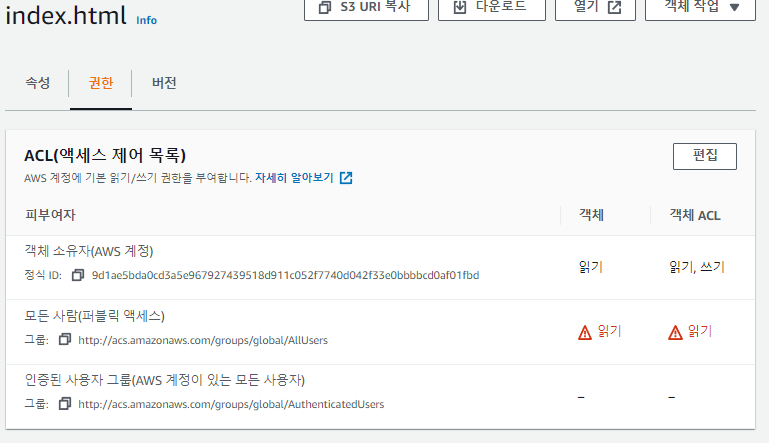 index.html Info
S3 URI 복사 다운로드 열기 객체 작업
속성 권한 버전
ACL(액세스 제어 목록) 편집
AWS 계정에 기본 읽기/쓰기 권한을 부여합니다. 자세히 알아보기
피부여자 객체 객체 ACL
객체 소유자(AWS 계정) 읽기 읽기, 쓰기
정식 ID: 9d1ae5bda0cd3a5e967927439518d911c052f7740d042f33e0bbbbcd0af01fbd
모든 사람(퍼블릭 액세스) 읽기 읽기
그룹: http://acs.amazonaws.com/groups/global/AllUsers
인증된 사용자 그룹(AWS 계정이 있는 모든 사용자) – –
그룹: http://acs.amazonaws.com/groups/global/AuthenticatedUsers